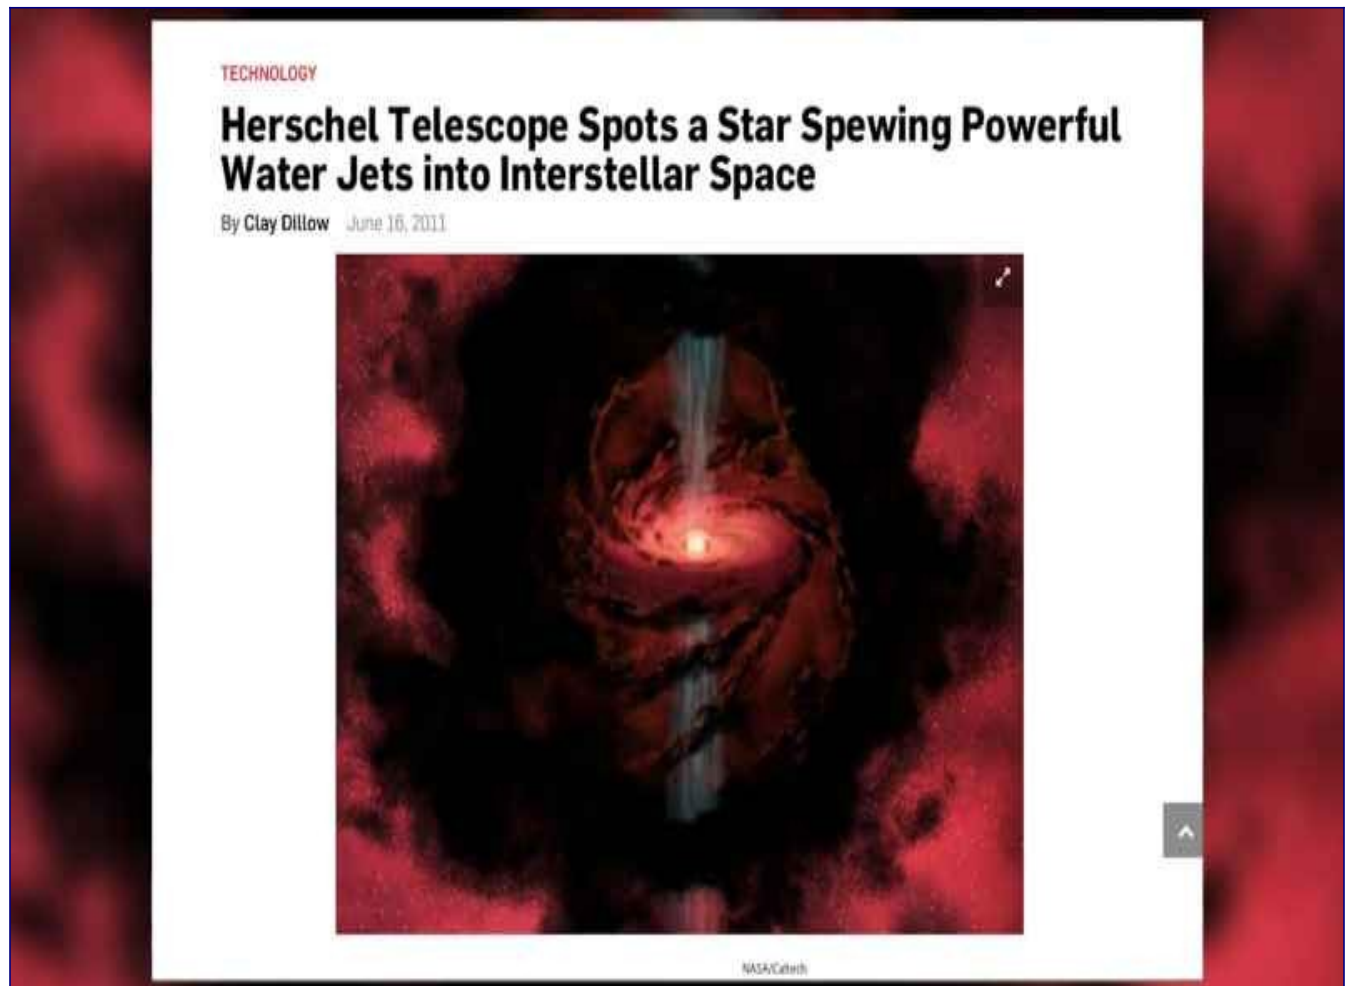 TECHNOLOGY
Herschel Telescope Spots a Star Spewing Powerful
Water Jets into Interstellar Space
By Clay Dillow June 16, 2011
NASA/Caltech